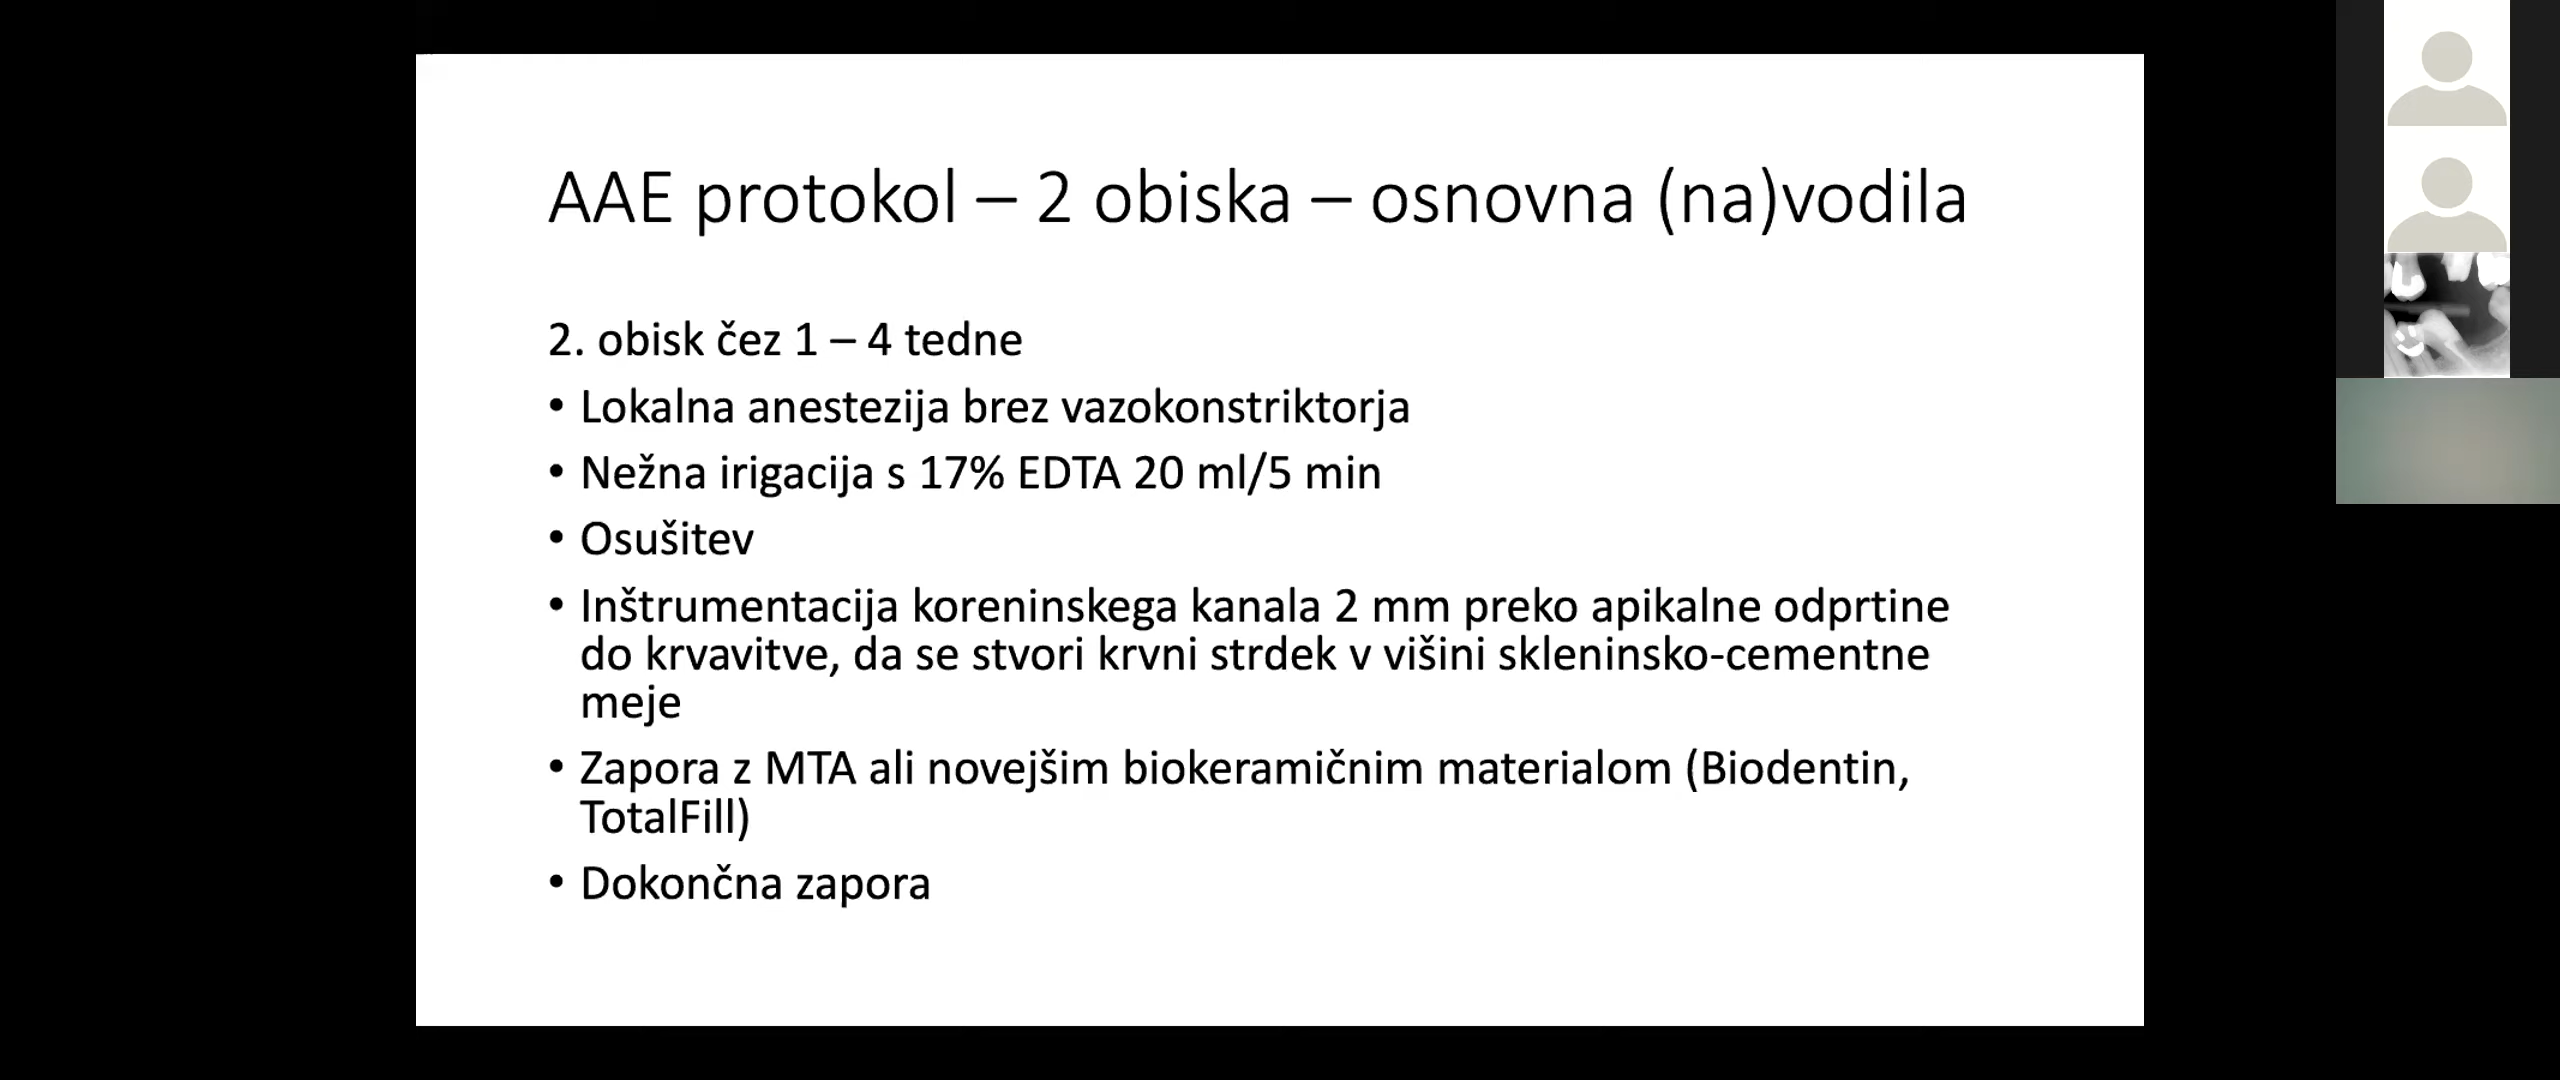 AAE protokol – 2 obiska – osnovna (na)vodila
2. obisk čez 1 – 4 tedne
• Lokalna anestezija brez vazokonstriktorja
• Nežna irigacija s 17% EDTA 20 ml/5 min
• Osušitev
• Inštrumentacija koreninskega kanala 2 mm preko apikalne odprtine
do krvavitve, da se stvori krvni strdek v višini skleninsko-cementne
meje
• Zapora z MTA ali novejšim biokeramičnim materialom (Biodentin,
TotalFill)
• Dokončna zapora